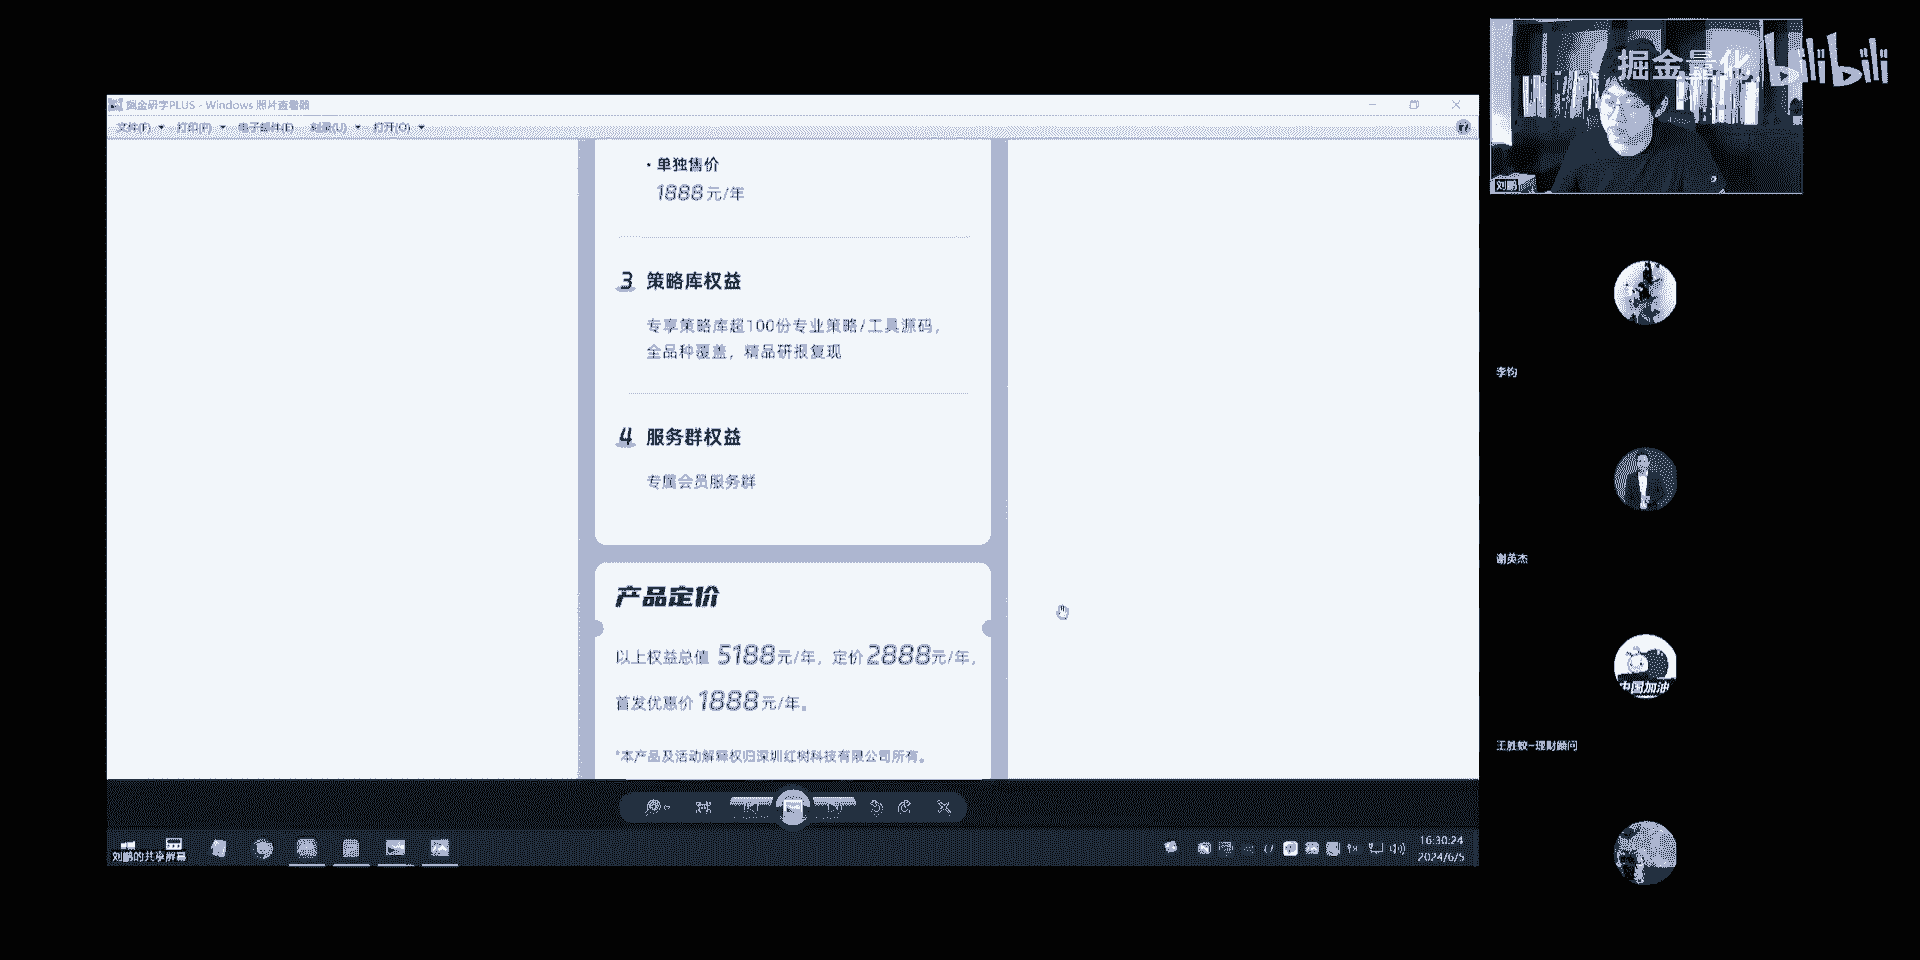 掘金量化 bilibili
掘金研学PLUS - Windows 照片查看器
文件(F) 打印(P) 电子邮件(E) 刻录(U) 打开(O)
· 单独售价
1888元/年
3 策略库权益
专享策略库超100份专业策略/工具源码,
全品种覆盖, 精品研报复现
4 服务群权益
专属会员服务群
产品定价
以上权益总值 5188元/年, 定价2888元/年,
首发优惠价 1888元/年。
*本产品及活动解释权归深圳红树科技有限公司所有。
刘鹏的共享屏幕
16:30:24
2024/6/5
刘鹏
李钧
谢英杰
中国加油
理财顾问